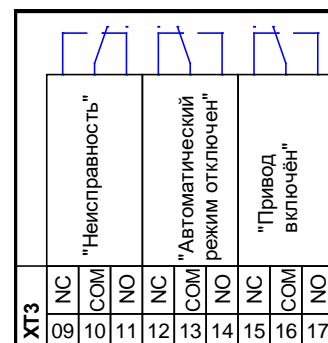 "Неисправность"
"Автоматический
режим отключен"
"Привод
включён"
XT3
NC COM NO NC COM NO NC COM NO
09 10 11 12 13 14 15 16 17